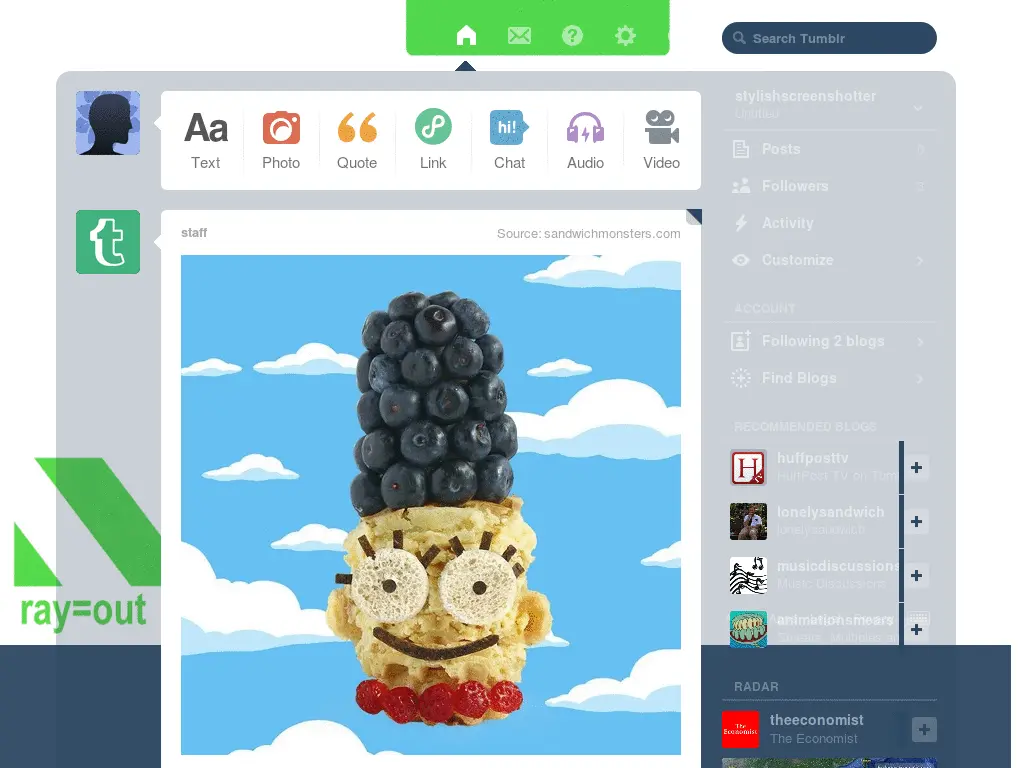 Search Tumblr
stylishscreenshotter
Untitled
Aa
hi!
Text
Photo
Quote
Link
Chat
Audio
Video
Posts
Followers
Activity
Customize
staff
Source: sandwichmonsters.com
t
ACCOUNT
Following 2 blogs
Find Blogs
RECOMMENDED BLOGS
H
huffposttv
HuffPost TV on Tum
lonelysandwich
lonelysandwich
musicdiscussions
Music Discussions
animationsmears
ray=out
RADAR
The
Economist
theeconomist
The Economist